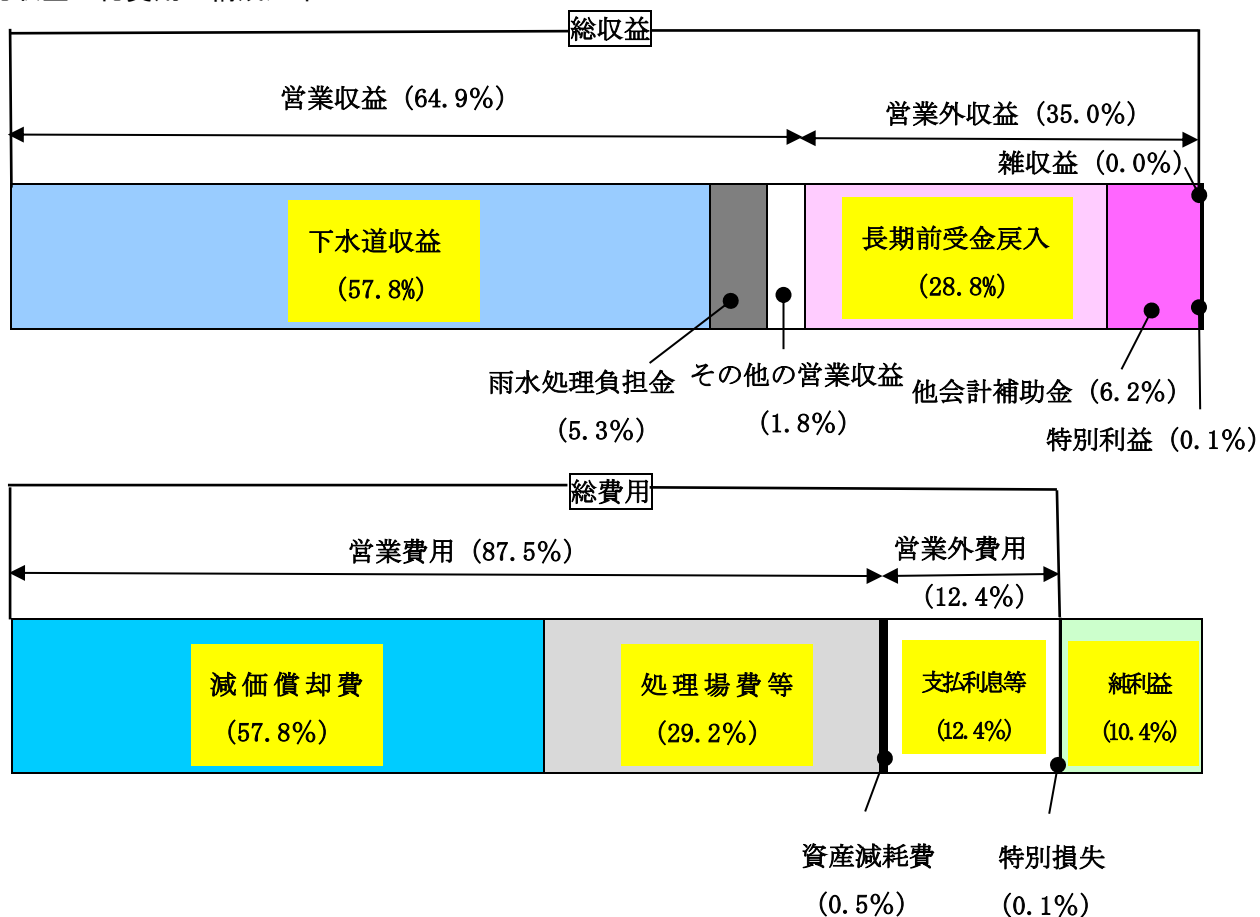 総収益
営業収益 (64.9%)
営業外収益 (35.0%)
雑収益 (0.0%)
下水道収益
(57.8%)
長期前受金戻入
(28.8%)
雨水処理負担金
(5.3%)
その他の営業収益
(1.8%)
他会計補助金 (6.2%)
特別利益 (0.1%)
総費用
営業費用 (87.5%)
営業外費用
(12.4%)
減価償却費
(57.8%)
処理場費等
(29.2%)
支払利息等
(12.4%)
純利益
(10.4%)
資産減耗費
(0.5%)
特別損失
(0.1%)